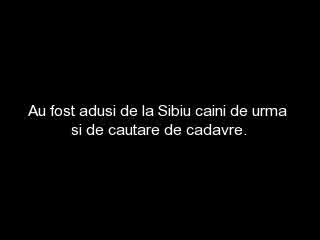 Au fost adusi de la Sibiu caini de urma
si de cautare de cadavre.